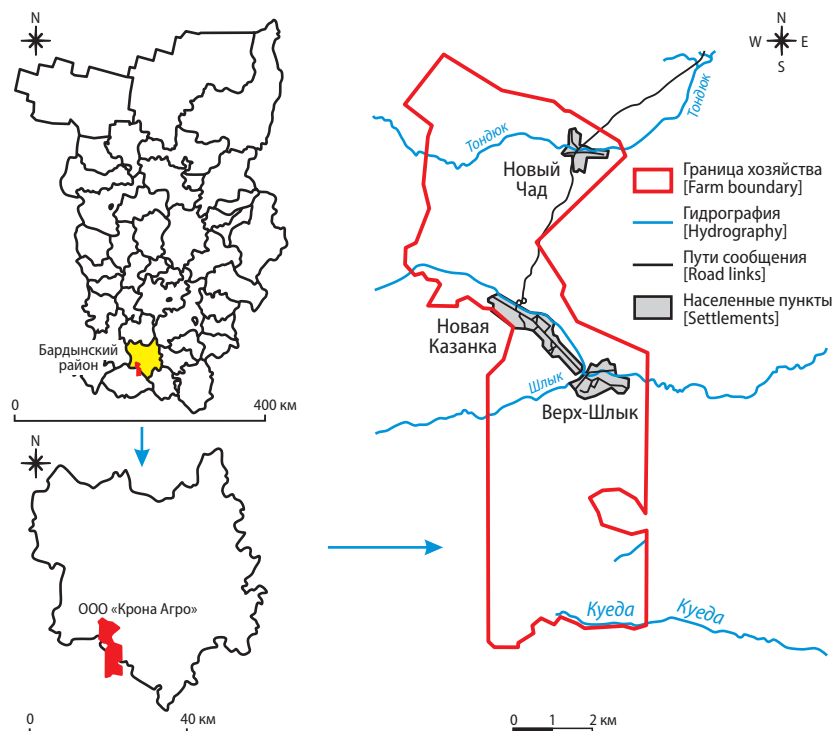 N
Бардынский
район
0
400 км
N
ООО «Крона Агро»
0
40 км
N
W
E
S
Тондюк
Тондюк
Новый
Чад
Новая
Казанка
Шлык
Верх-Шлык
Куеда
Куеда
0
1
2 км
Граница хозяйства
[Farm boundary]
Гидрография
[Hydrography]
Пути сообщения
[Road links]
Населенные пункты
[Settlements]